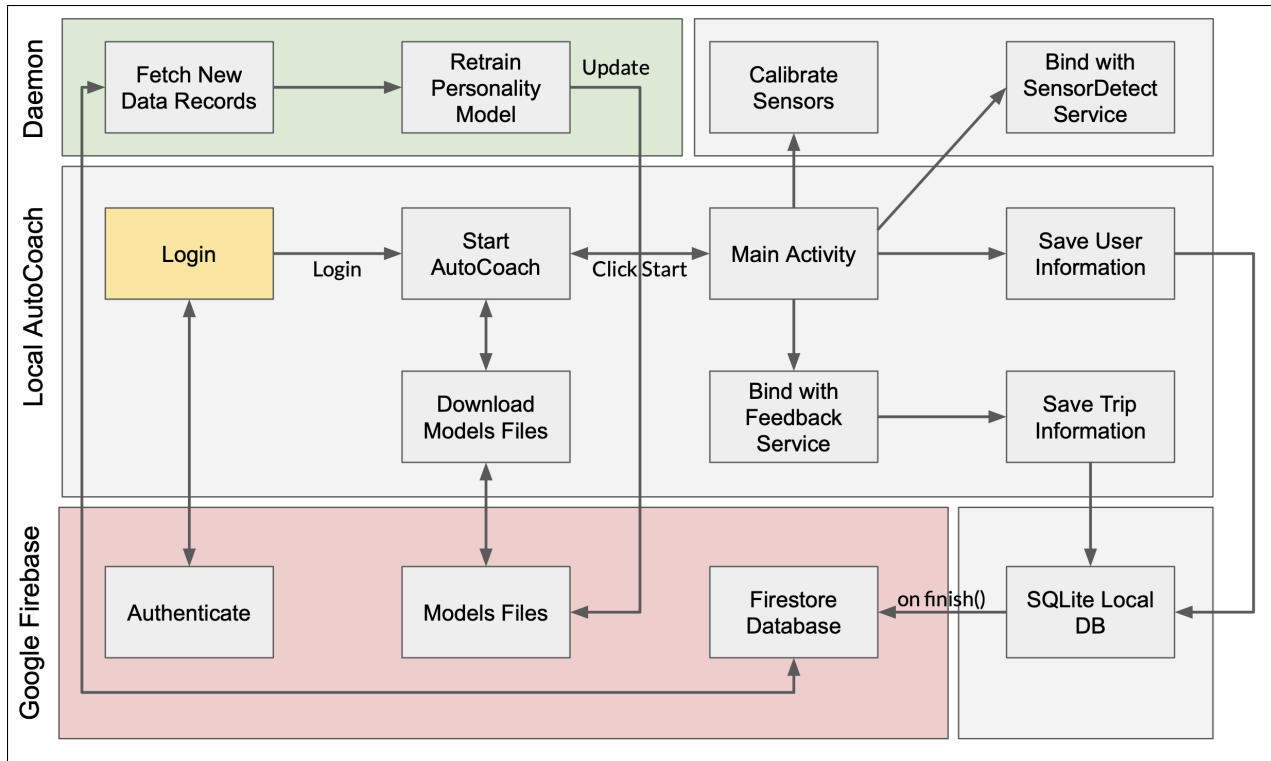 Daemon
Fetch New
Data Records
Retrain
Personality
Model
Update
Calibrate
Sensors
Bind with
SensorDetect
Service
Local AutoCoach
Login
Login
Start
AutoCoach
Click Start
Main Activity
Save User
Information
Download
Models Files
Bind with
Feedback
Service
Save Trip
Information
Google Firebase
Authenticate
Models Files
Firestore
Database
on finish()
SQLite Local
DB